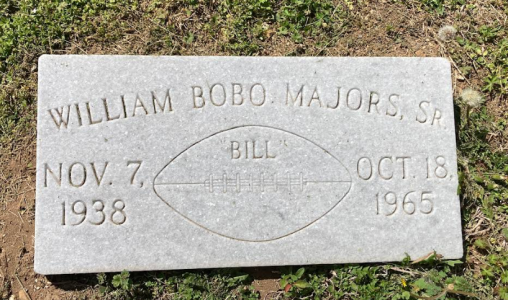 WILLIAM BOBO MAJORS, SR.
"BILL"
NOV. 7,
1938
OCT. 18,
1965